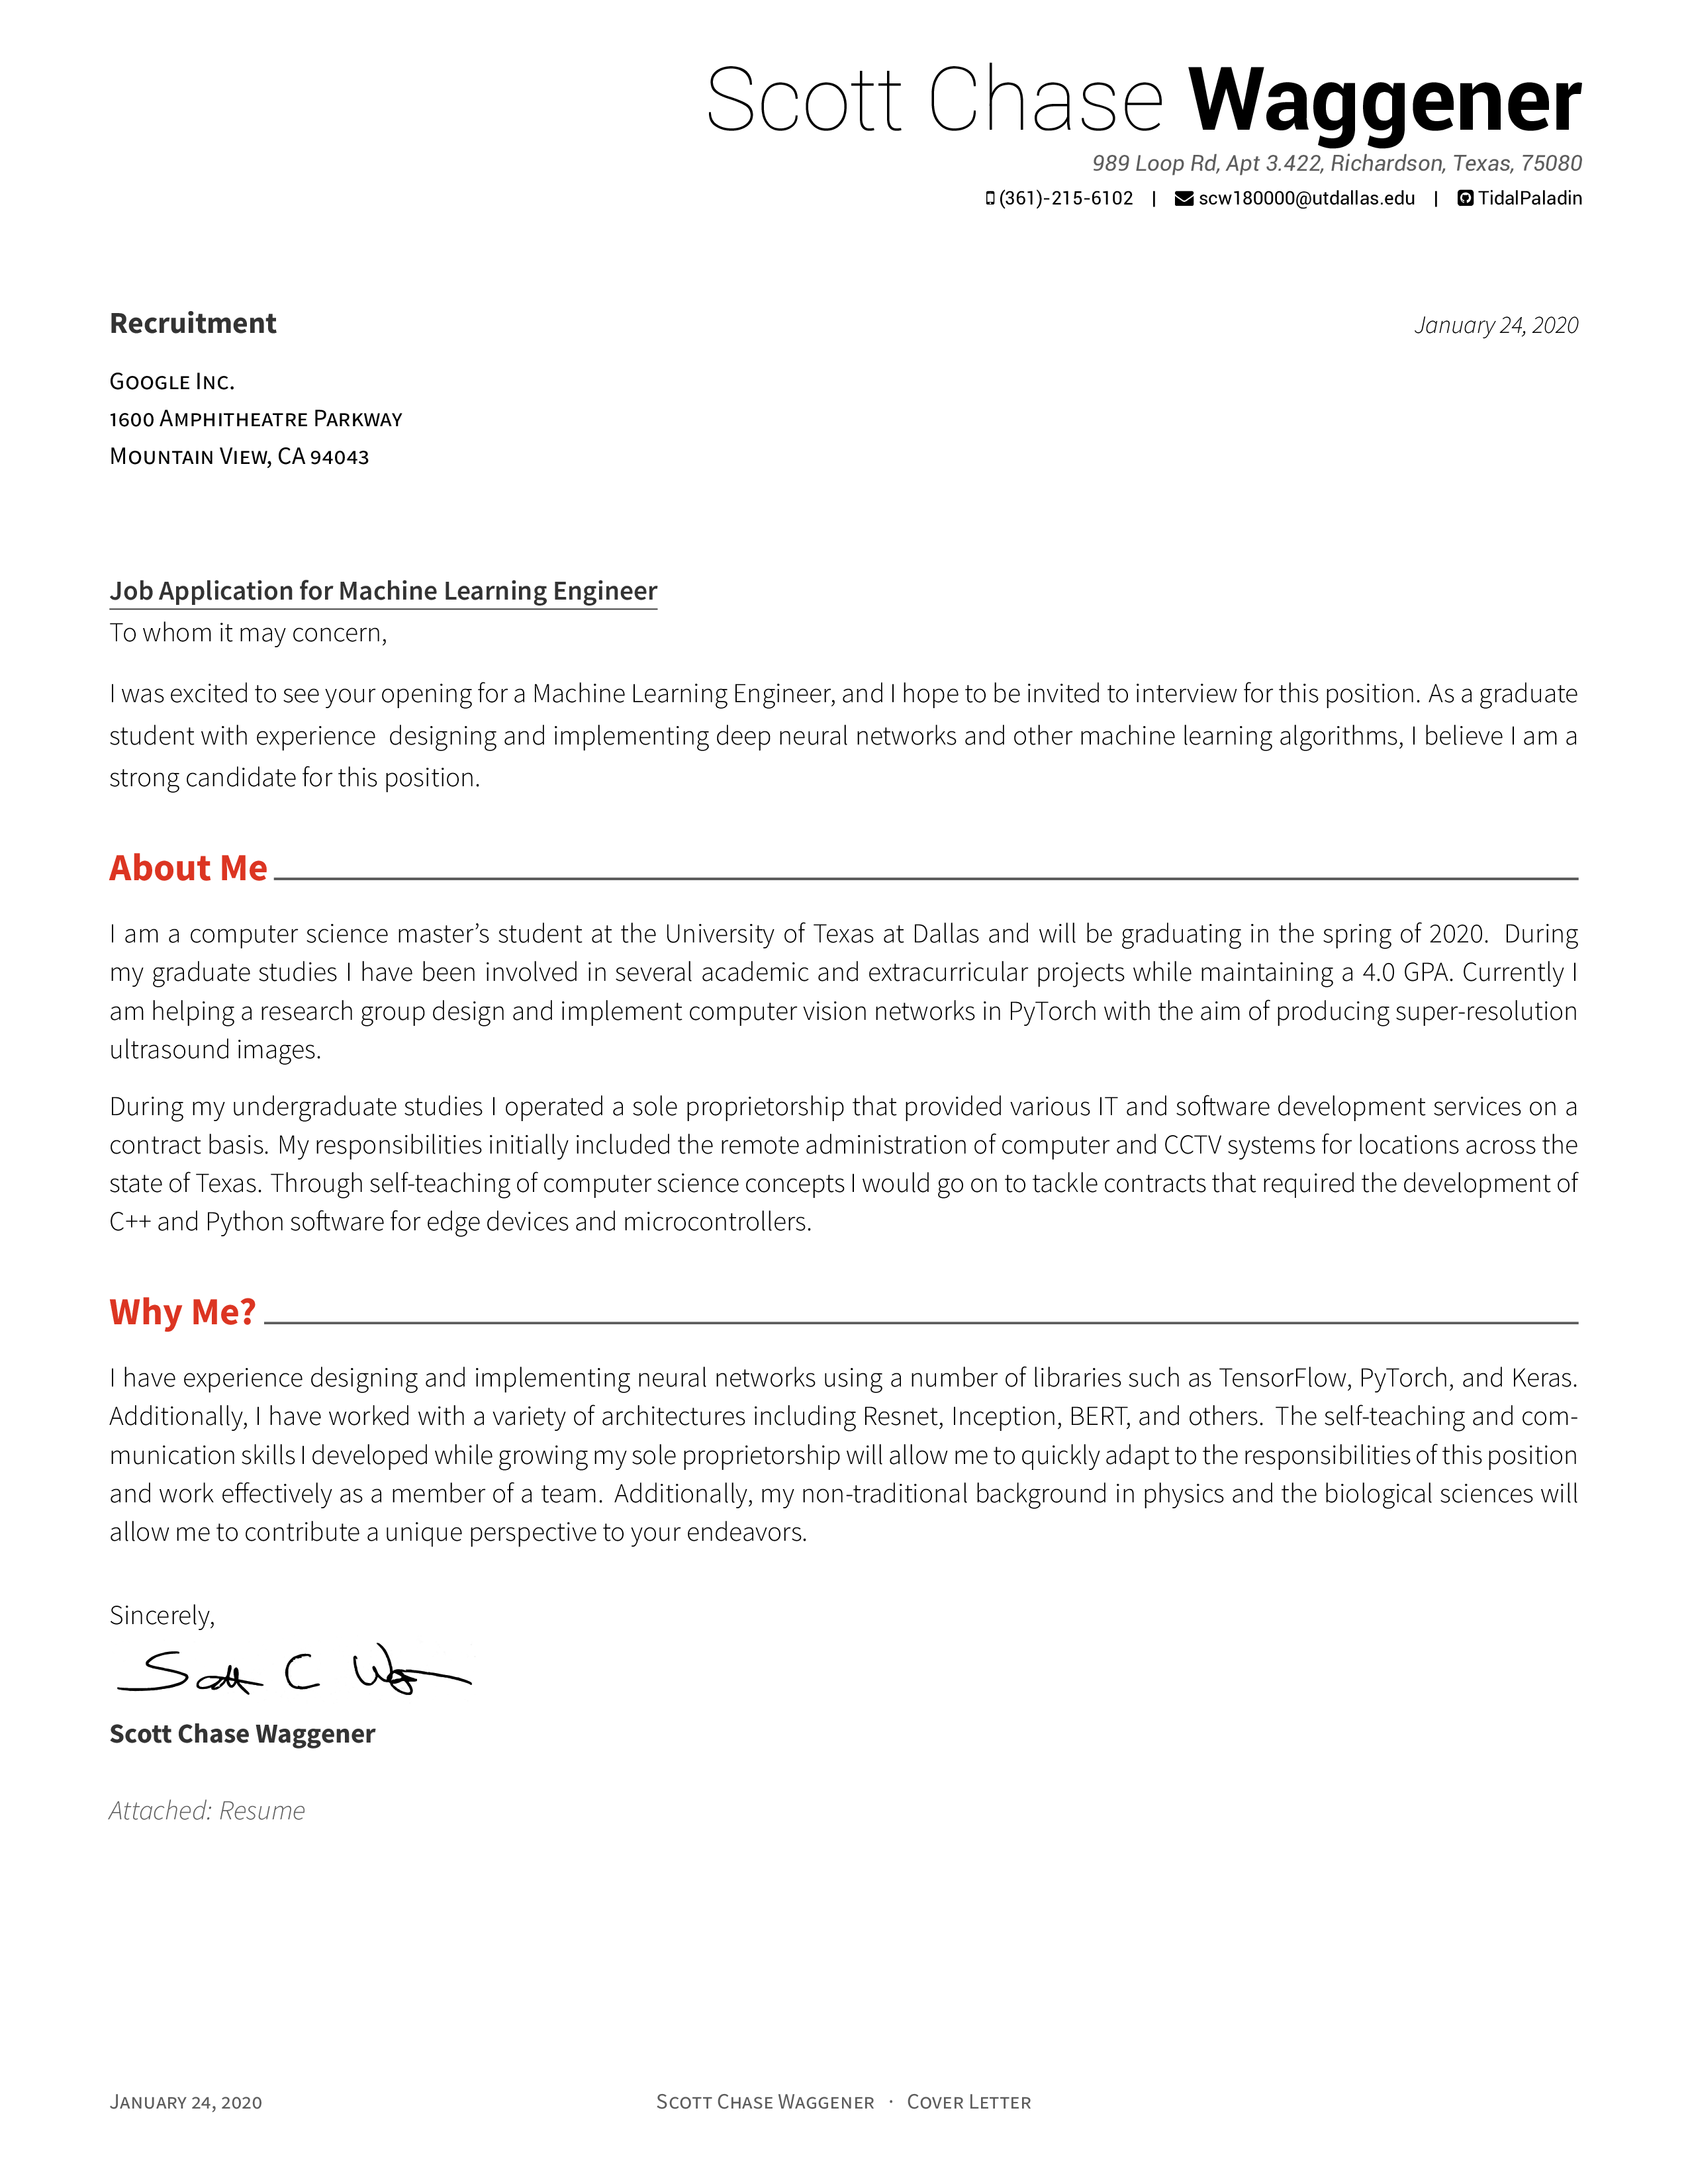 Scott Chase Waggener
989 Loop Rd, Apt 3.422, Richardson, Texas, 75080
(361)-215-6102 | scw180000@utdallas.edu | TidalPaladin
Recruitment
January 24, 2020
Google Inc.
1600 Amphitheatre Parkway
Mountain View, CA 94043
Job Application for Machine Learning Engineer
To whom it may concern,
I was excited to see your opening for a Machine Learning Engineer, and I hope to be invited to interview for this position. As a graduate
student with experience designing and implementing deep neural networks and other machine learning algorithms, I believe I am a
strong candidate for this position.
About Me
I am a computer science master's student at the University of Texas at Dallas and will be graduating in the spring of 2020. During
my graduate studies I have been involved in several academic and extracurricular projects while maintaining a 4.0 GPA. Currently I
am helping a research group design and implement computer vision networks in PyTorch with the aim of producing super-resolution
ultrasound images.
During my undergraduate studies I operated a sole proprietorship that provided various IT and software development services on a
contract basis. My responsibilities initially included the remote administration of computer and CCTV systems for locations across the
state of Texas. Through self-teaching of computer science concepts I would go on to tackle contracts that required the development of
C++ and Python software for edge devices and microcontrollers.
Why Me?
I have experience designing and implementing neural networks using a number of libraries such as TensorFlow, PyTorch, and Keras.
Additionally, I have worked with a variety of architectures including Resnet, Inception, BERT, and others. The self-teaching and com-
munication skills I developed while growing my sole proprietorship will allow me to quickly adapt to the responsibilities of this position
and work effectively as a member of a team. Additionally, my non-traditional background in physics and the biological sciences will
allow me to contribute a unique perspective to your endeavors.
Sincerely,
Scott C Wag
Scott Chase Waggener
Attached: Resume
January 24, 2020
Scott Chase Waggener · Cover Letter